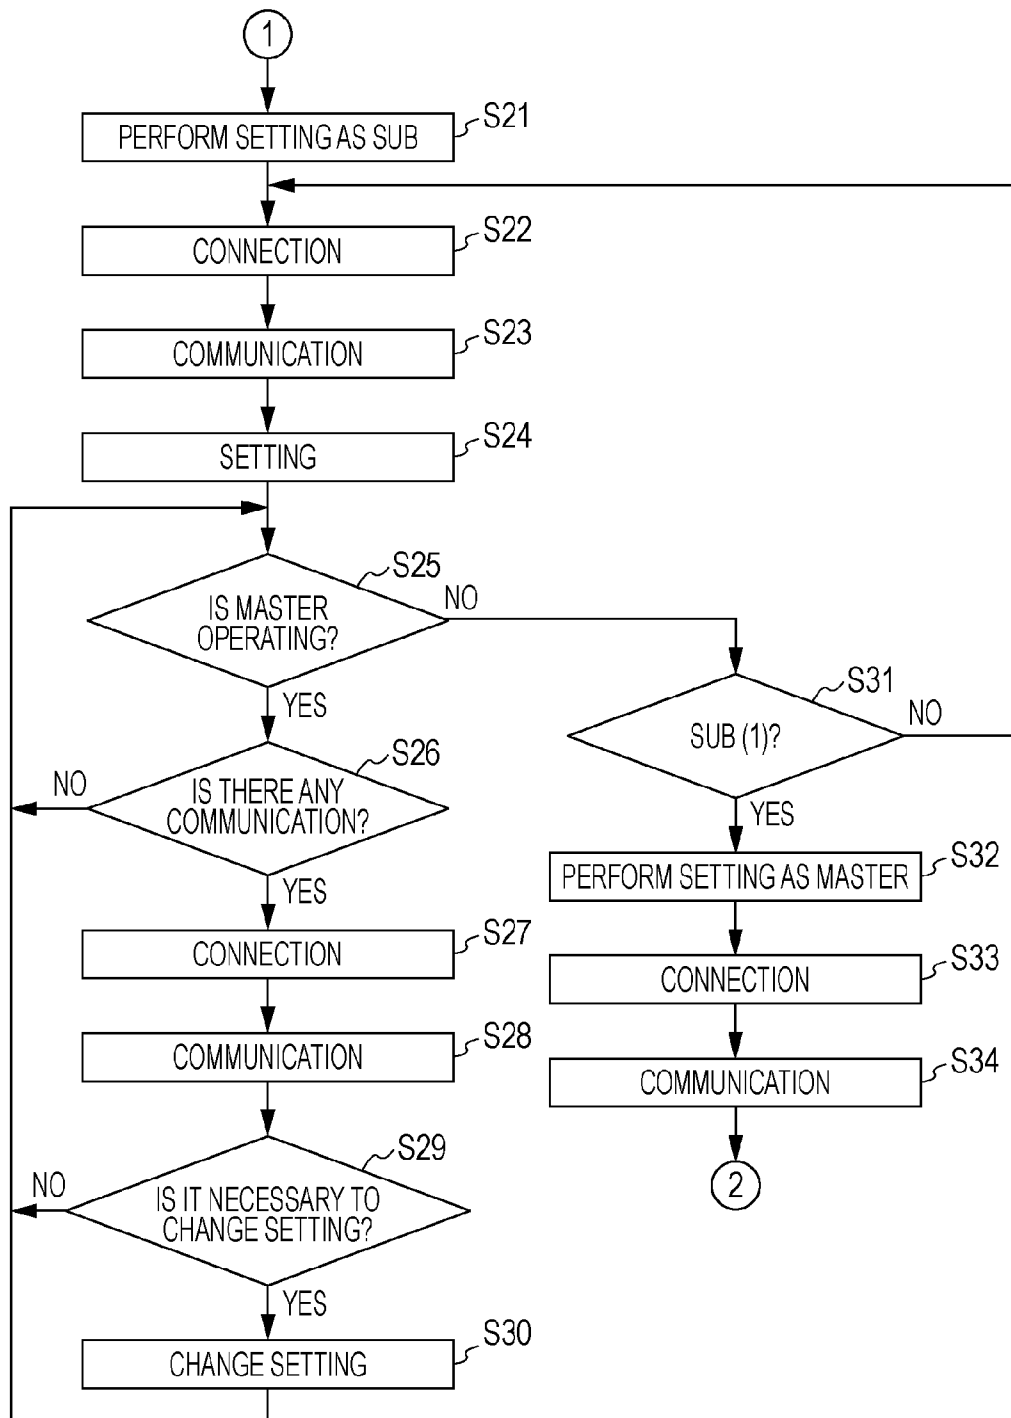 1
PERFORM SETTING AS SUB
S21
CONNECTION
S22
COMMUNICATION
S23
SETTING
S24
IS MASTER
OPERATING?
S25
NO
YES
IS THERE ANY
COMMUNICATION?
S26
NO
YES
CONNECTION
S27
COMMUNICATION
S28
IS IT NECESSARY TO
CHANGE SETTING?
S29
NO
YES
CHANGE SETTING
S30
SUB (1)?
S31
NO
YES
PERFORM SETTING AS MASTER
S32
CONNECTION
S33
COMMUNICATION
S34
2